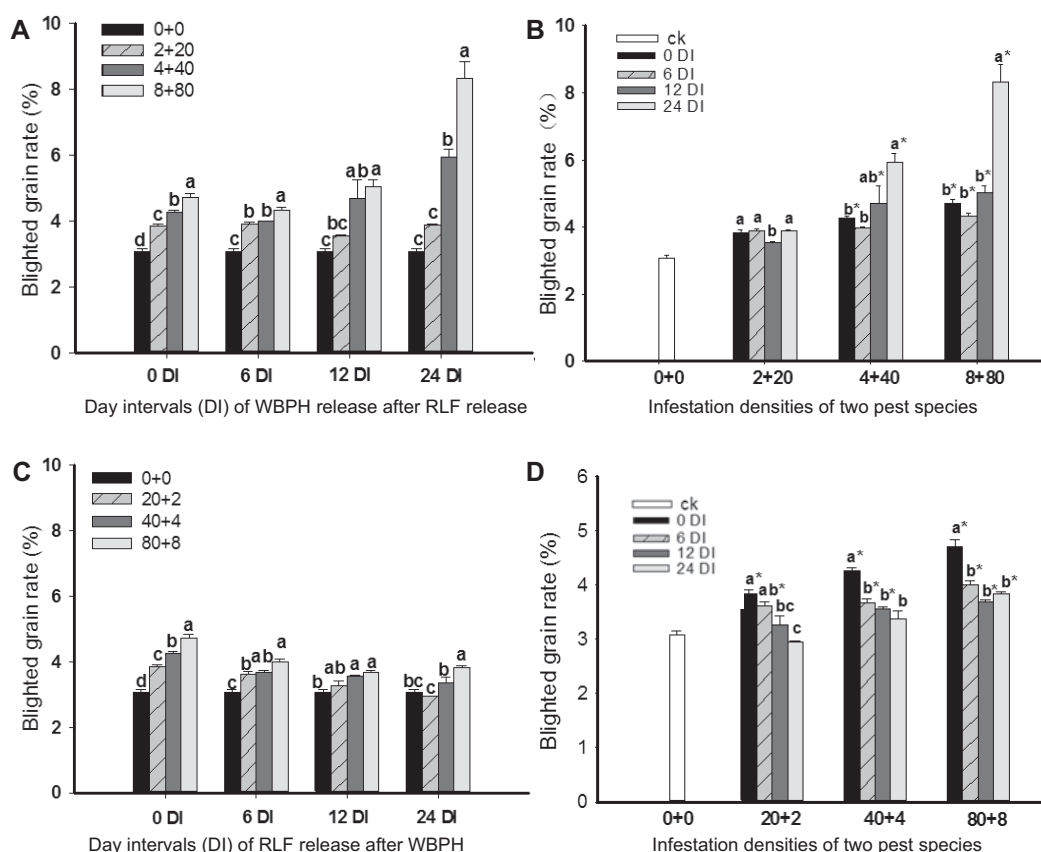 A
10
8
6
4
2
0
Blighted grain rate (%)
0+0
2+20
4+40
8+80
d c b a
c b b a
c bc ab a
c c b a
0 DI 6 DI 12 DI 24 DI
Day intervals (DI) of WBPH release after RLF release
B
10
8
6
4
2
0
Blighted grain rate (%)
ck
0 DI
6 DI
12 DI
24 DI
a a b a
b* b ab* a*
b* b* b* a*
0+0 2+20 4+40 8+80
Infestation densities of two pest species
C
10
8
6
4
2
0
Blighted grain rate (%)
0+0
20+2
40+4
80+8
d c b a
c b ab a
b ab a a
bc c b a
0 DI 6 DI 12 DI 24 DI
Day intervals (DI) of RLF release after WBPH
D
6
5
4
3
2
1
0
Blighted grain rate (%)
ck
0 DI
6 DI
12 DI
24 DI
a* ab* bc c
a* b* b* b
a* b* b* b*
0+0 20+2 40+4 80+8
Infestation densities of two pest species